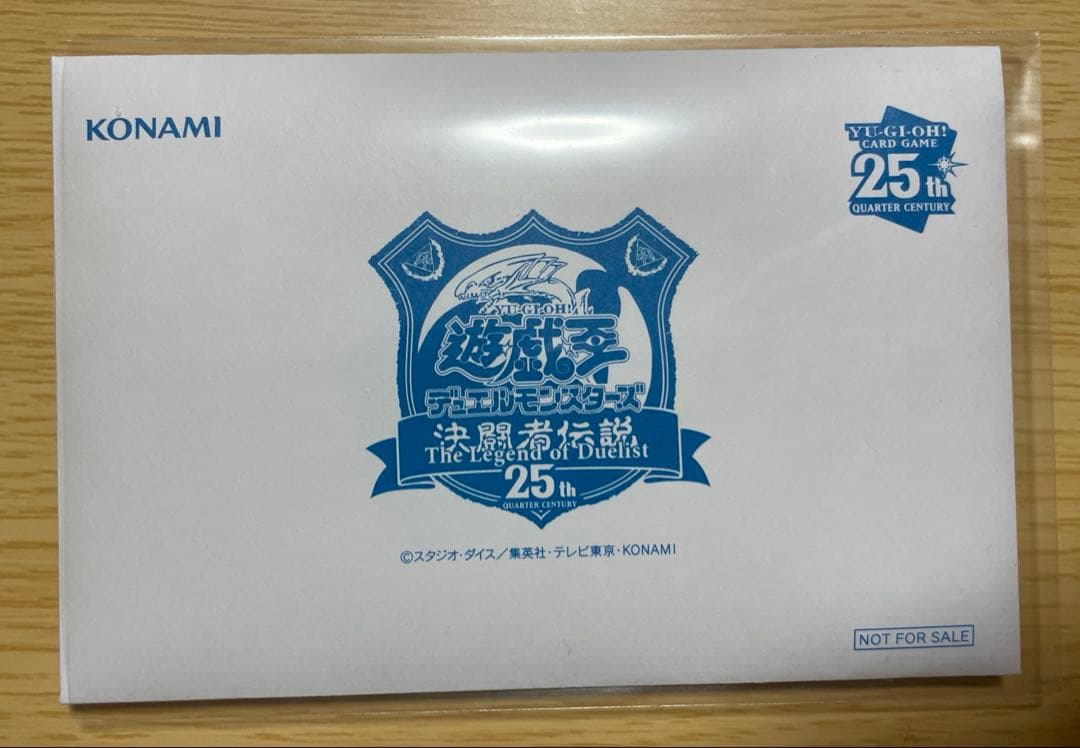 KONAMI
YU-GI-OH!
CARD GAME
25th
QUARTER CENTURY
YU-GI-OH!
遊戯王
デュエルモンスターズ
決闘者伝説
The Legend of Duelist
25th
QUARTER CENTURY
©スタジオ・ダイス／集英社・テレビ東京・KONAMI
NOT FOR SALE